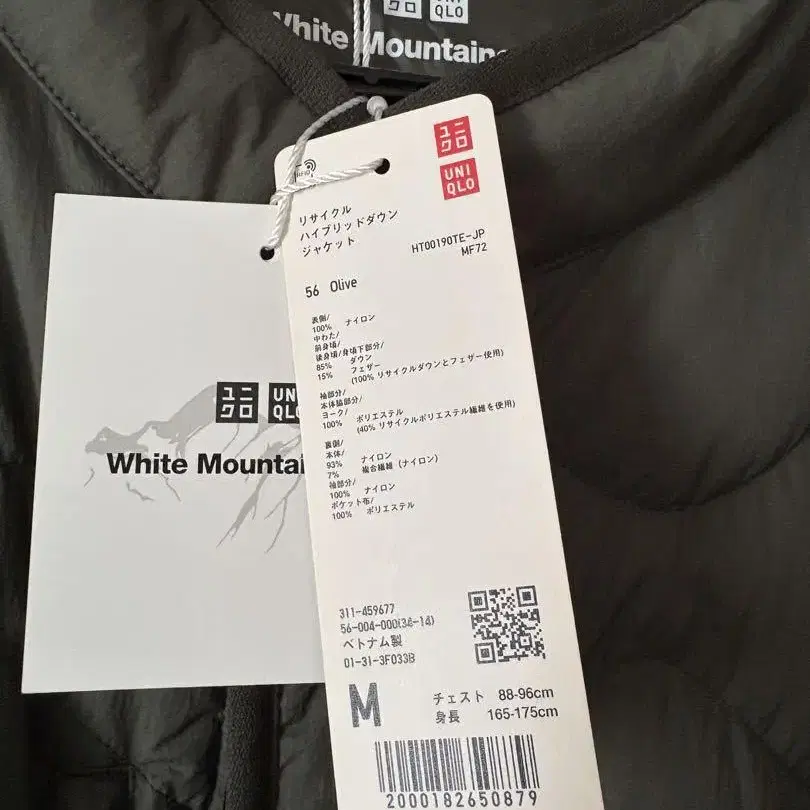 UNI
QLO
White Mountain
ユニ
クロ
UNI
QLO
リサイクル
ハイブリッドダウン
ジャケット
HT00190TE-JP
MF72
56 Olive
表側/
100% ナイロン
中わた/
前身頃/
後身頃/身頃下部分/
85% ダウン
15% フェザー
(100% リサイクルダウンとフェザー使用)
袖部分/
本体脇部分/
ヨーク/
100% ポリエステル
(40% リサイクルポリエステル繊維を使用)
裏側/
本体/
93% ナイロン
7% 複合繊維 (ナイロン)
袖部分/
100% ナイロン
ポケット布/
100% ポリエステル
311-459677
56-004-000(34-14)
ベトナム製
01-31-3F033B
M
チェスト 88-96cm
身長 165-175cm
2000182650879
ユニ
クロ
UN
QL
White Mountai